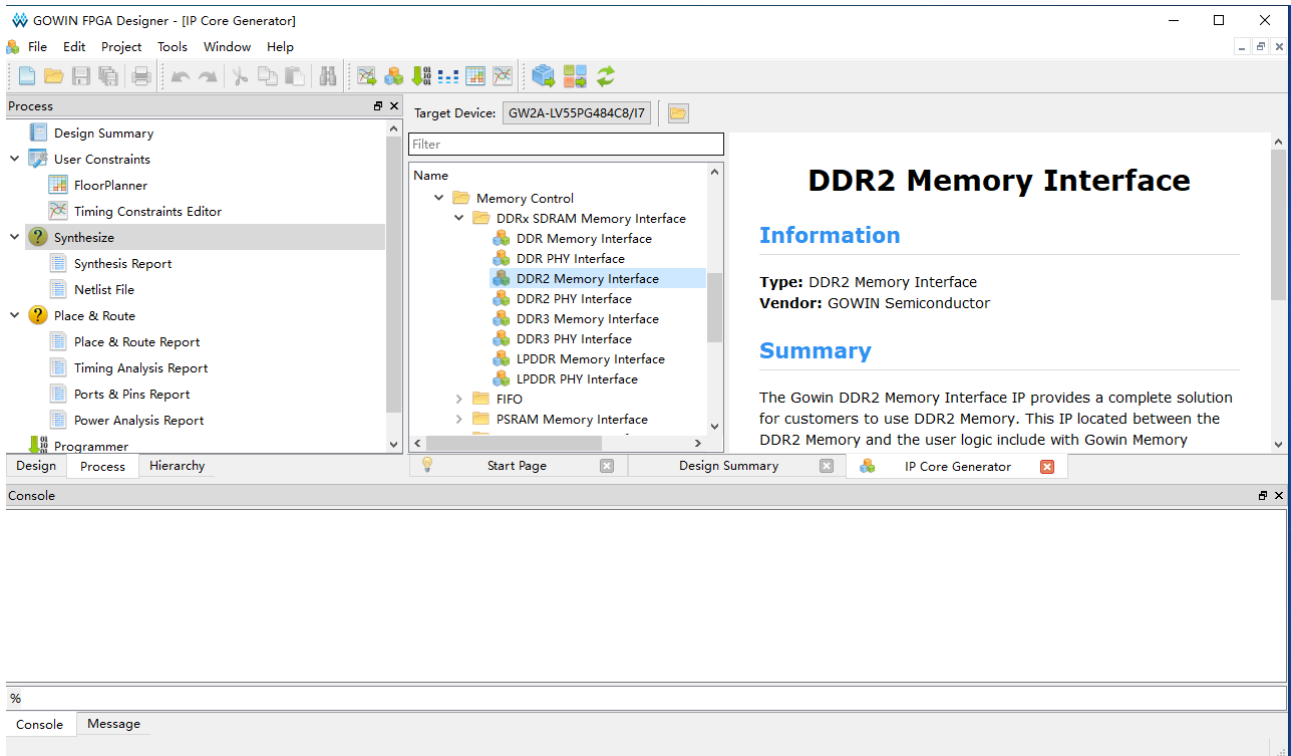 GOWIN FPGA Designer - [IP Core Generator]
File Edit Project Tools Window Help
Process
Design Summary
User Constraints
FloorPlanner
Timing Constraints Editor
Synthesize
Synthesis Report
Netlist File
Place & Route
Place & Route Report
Timing Analysis Report
Ports & Pins Report
Power Analysis Report
Programmer
Design Process Hierarchy
Target Device: GW2A-LV55PG484C8/I7
Filter
Name
Memory Control
DDRx SDRAM Memory Interface
DDR Memory Interface
DDR PHY Interface
DDR2 Memory Interface
DDR2 PHY Interface
DDR3 Memory Interface
DDR3 PHY Interface
LPDDR Memory Interface
LPDDR PHY Interface
FIFO
PSRAM Memory Interface
DDR2 Memory Interface
Information
Type: DDR2 Memory Interface
Vendor: GOWIN Semiconductor
Summary
The Gowin DDR2 Memory Interface IP provides a complete solution
for customers to use DDR2 Memory. This IP located between the
DDR2 Memory and the user logic include with Gowin Memory
Start Page Design Summary IP Core Generator
Console
%
Console Message